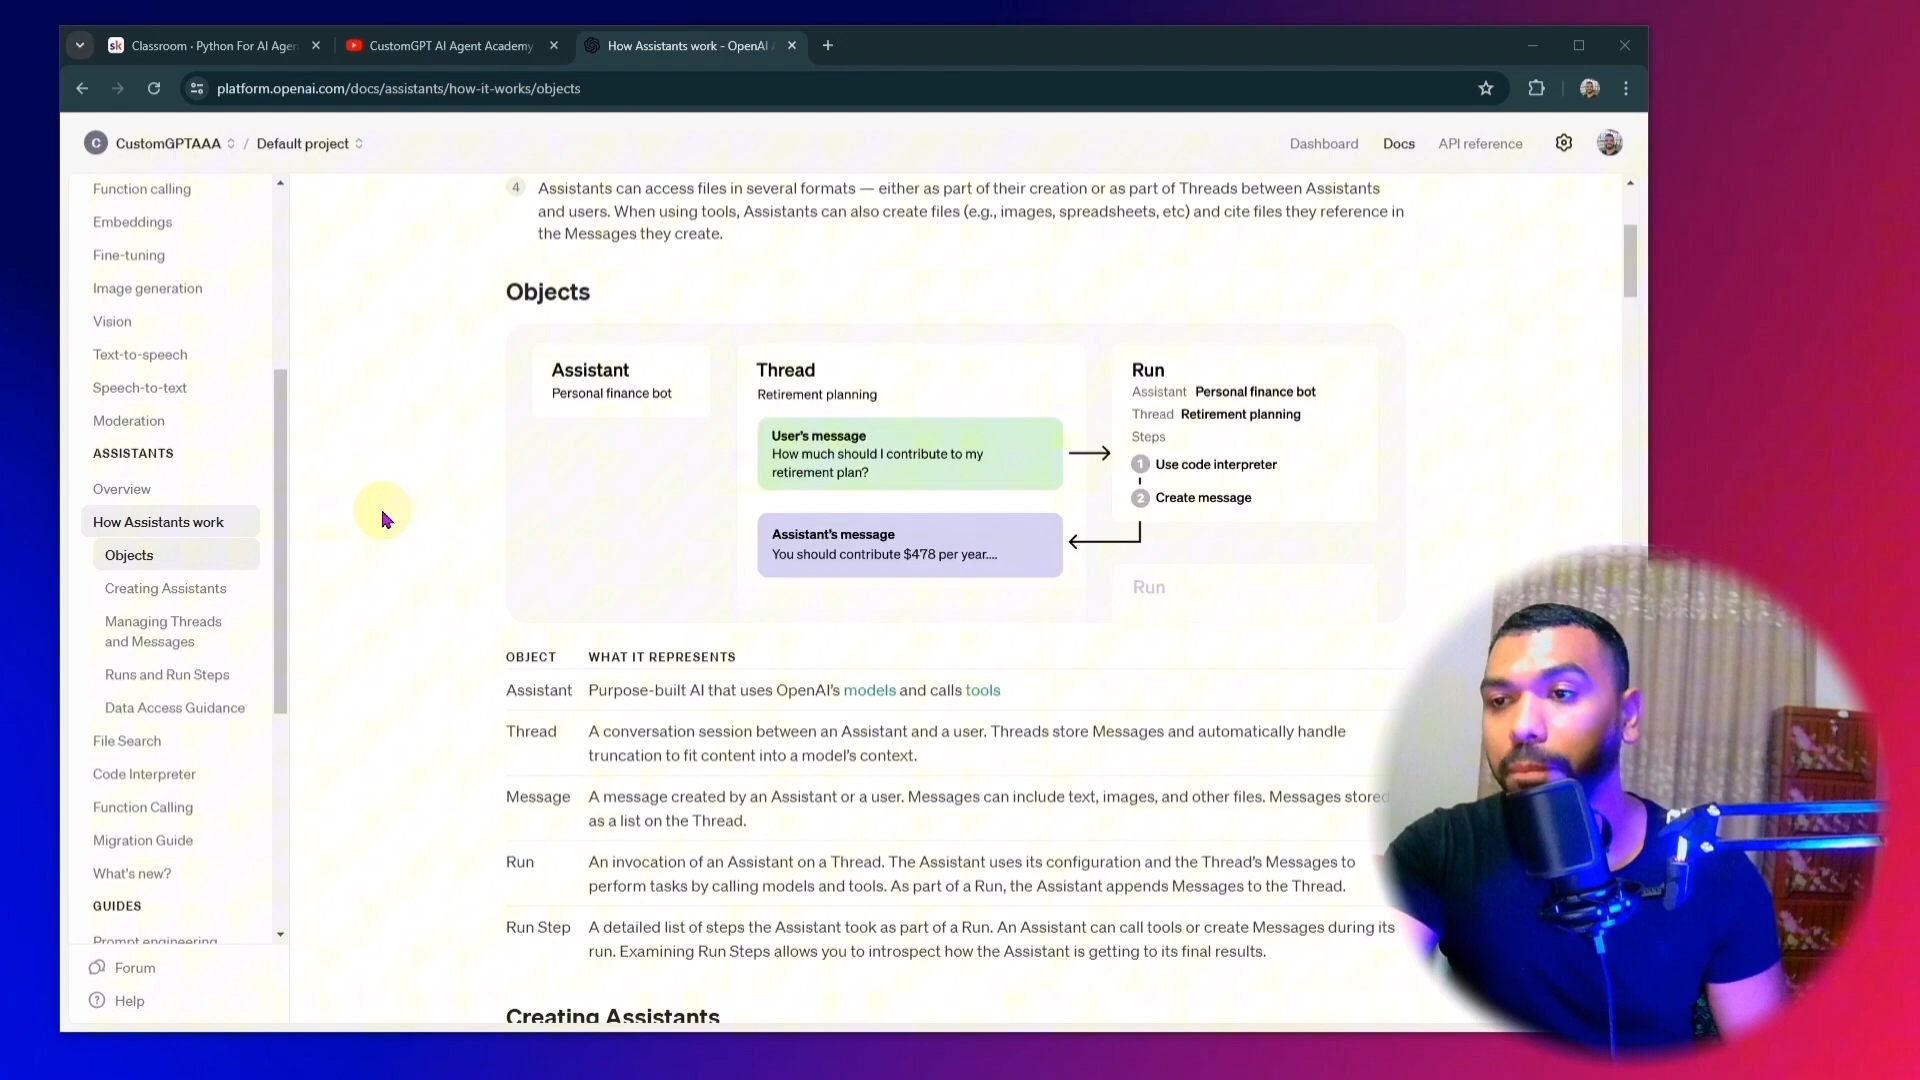 sk Classroom · Python For AI Agen
CustomGPT AI Agent Academy
How Assistants work - OpenAI
platform.openai.com/docs/assistants/how-it-works/objects
C CustomGPTAAA / Default project
Dashboard Docs API reference
Function calling
Embeddings
Fine-tuning
Image generation
Vision
Text-to-speech
Speech-to-text
Moderation
ASSISTANTS
Overview
How Assistants work
Objects
Creating Assistants
Managing Threads
and Messages
Runs and Run Steps
Data Access Guidance
File Search
Code Interpreter
Function Calling
Migration Guide
What's new?
GUIDES
Prompt engineering
Forum
Help
4 Assistants can access files in several formats — either as part of their creation or as part of Threads between Assistants
and users. When using tools, Assistants can also create files (e.g., images, spreadsheets, etc) and cite files they reference in
the Messages they create.
Objects
Assistant
Personal finance bot
Thread
Retirement planning
User's message
How much should I contribute to my
retirement plan?
Assistant's message
You should contribute $478 per year....
Run
Assistant Personal finance bot
Thread Retirement planning
Steps
1 Use code interpreter
2 Create message
Run
OBJECT WHAT IT REPRESENTS
Assistant Purpose-built AI that uses OpenAI's models and calls tools
Thread A conversation session between an Assistant and a user. Threads store Messages and automatically handle
truncation to fit content into a model's context.
Message A message created by an Assistant or a user. Messages can include text, images, and other files. Messages stored
as a list on the Thread.
Run An invocation of an Assistant on a Thread. The Assistant uses its configuration and the Thread's Messages to
perform tasks by calling models and tools. As part of a Run, the Assistant appends Messages to the Thread.
Run Step A detailed list of steps the Assistant took as part of a Run. An Assistant can call tools or create Messages during its
run. Examining Run Steps allows you to introspect how the Assistant is getting to its final results.
Creating Assistants